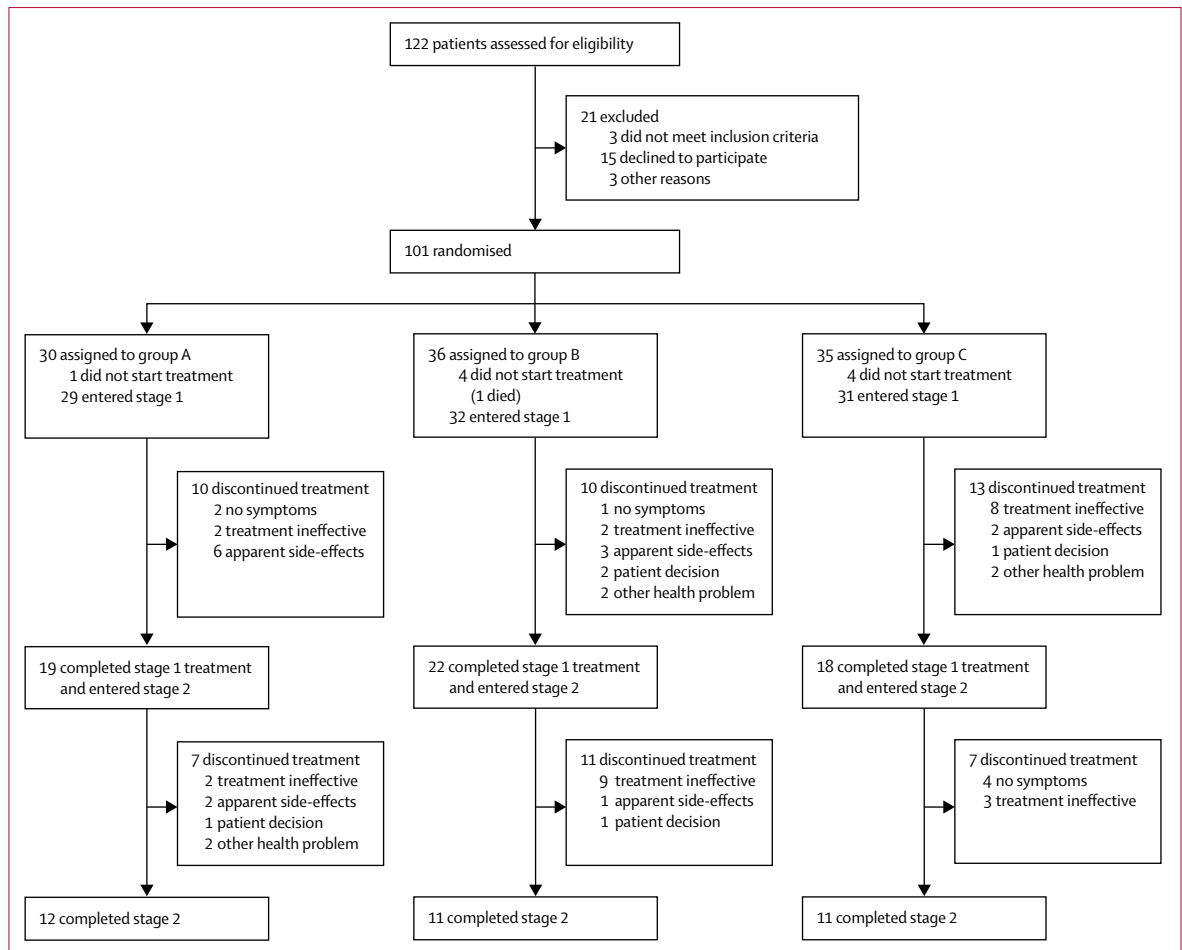 122 patients assessed for eligibility
21 excluded
3 did not meet inclusion criteria
15 declined to participate
3 other reasons
101 randomised
30 assigned to group A
1 did not start treatment
29 entered stage 1
36 assigned to group B
4 did not start treatment
(1 died)
32 entered stage 1
35 assigned to group C
4 did not start treatment
31 entered stage 1
10 discontinued treatment
2 no symptoms
2 treatment ineffective
6 apparent side-effects
10 discontinued treatment
1 no symptoms
2 treatment ineffective
3 apparent side-effects
2 patient decision
2 other health problem
13 discontinued treatment
8 treatment ineffective
2 apparent side-effects
1 patient decision
2 other health problem
19 completed stage 1 treatment
and entered stage 2
22 completed stage 1 treatment
and entered stage 2
18 completed stage 1 treatment
and entered stage 2
7 discontinued treatment
2 treatment ineffective
2 apparent side-effects
1 patient decision
2 other health problem
11 discontinued treatment
9 treatment ineffective
1 apparent side-effects
1 patient decision
7 discontinued treatment
4 no symptoms
3 treatment ineffective
12 completed stage 2
11 completed stage 2
11 completed stage 2